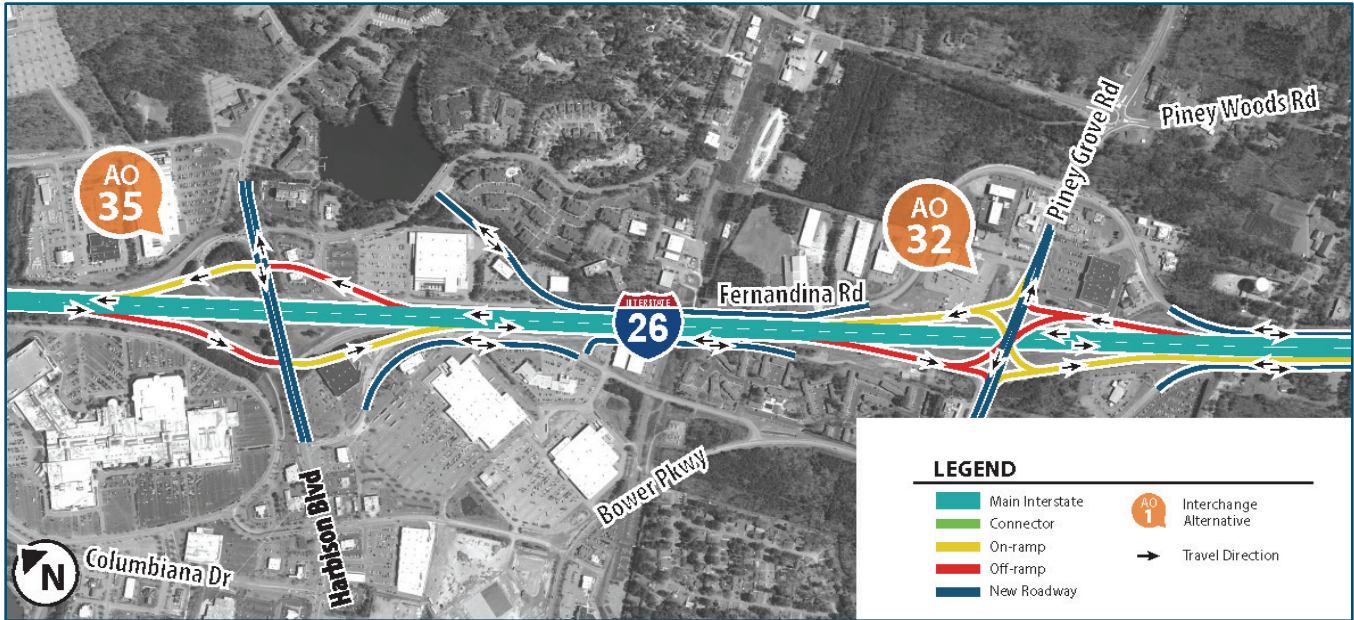 Piney Grove Rd
Piney Woods Rd
AO
35
AO
32
INTERSTATE
26
Fernandina Rd
Bower Pkwy
Harbison Blvd
Columbiana Dr
N
LEGEND
Main Interstate
Connector
On-ramp
Off-ramp
New Roadway
AO
1
Interchange
Alternative
Travel Direction